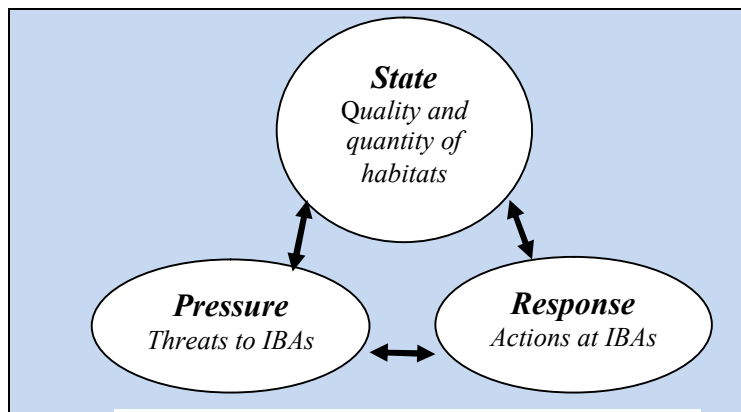 State
Quality and
quantity of
habitats
Pressure
Threats to IBAs
Response
Actions at IBAs